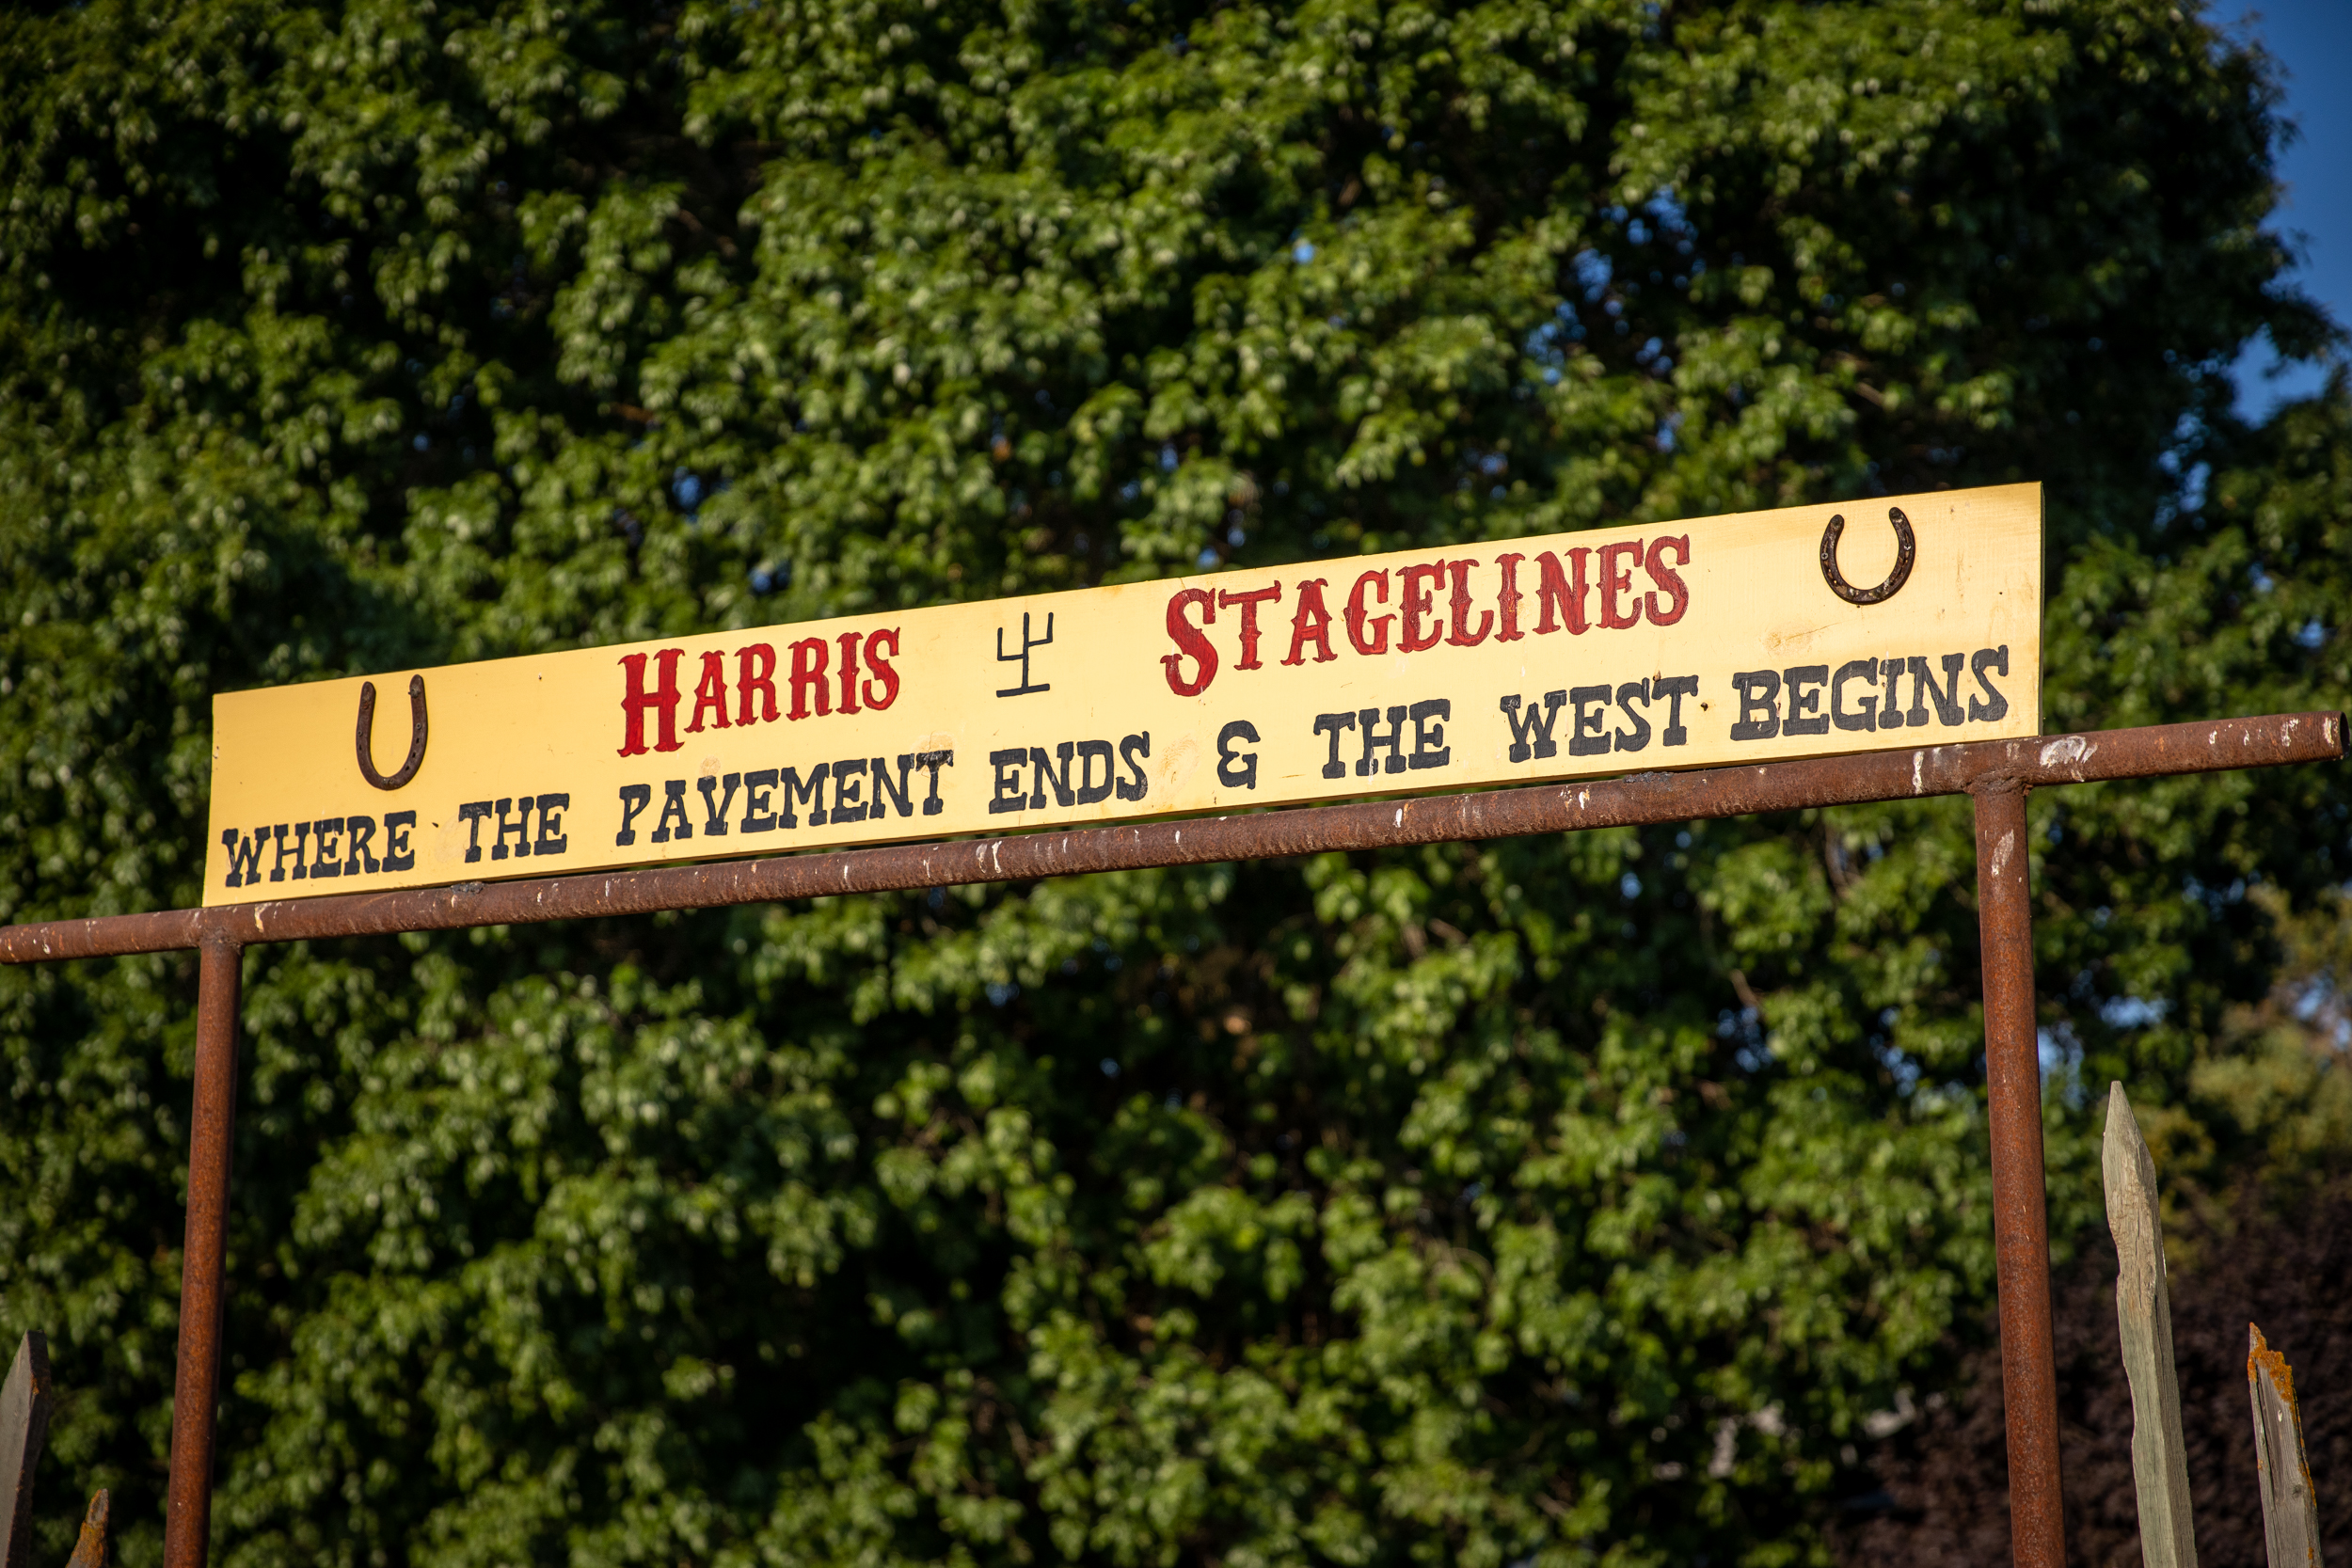 HARRIS STAGELINES
WHERE THE PAVEMENT ENDS & THE WEST BEGINS